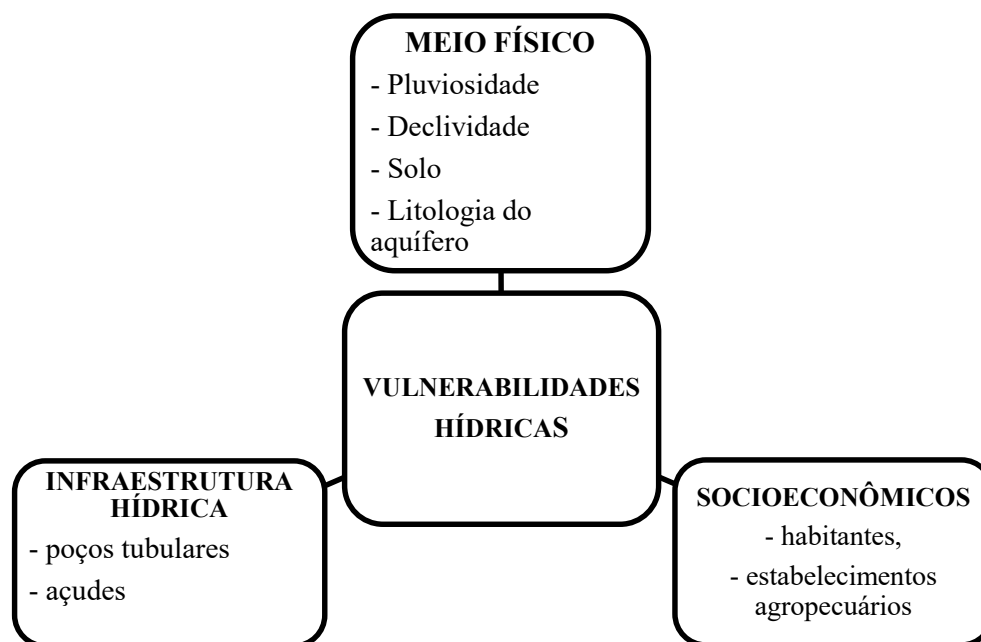 MEIO FÍSICO
- Pluviosidade
- Declividade
- Solo
- Litologia do
aquífero
VULNERABILIDADES
HÍDRICAS
INFRAESTRUTURA
HÍDRICA
- poços tubulares
- açudes
SOCIOECONÔMICOS
- habitantes,
- estabelecimentos
agropecuários